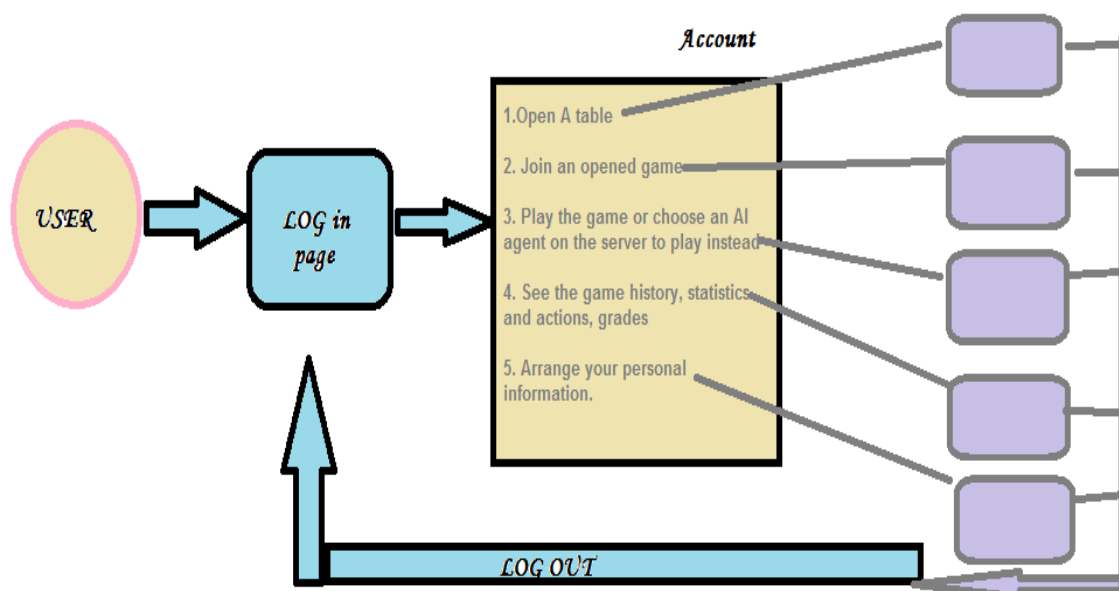 Account
USER
LOG in
page
1.Open A table
2. Join an opened game
3. Play the game or choose an AI
agent on the server to play instead
4. See the game history, statistics
and actions, grades
5. Arrange your personal
information.
LOG OUT